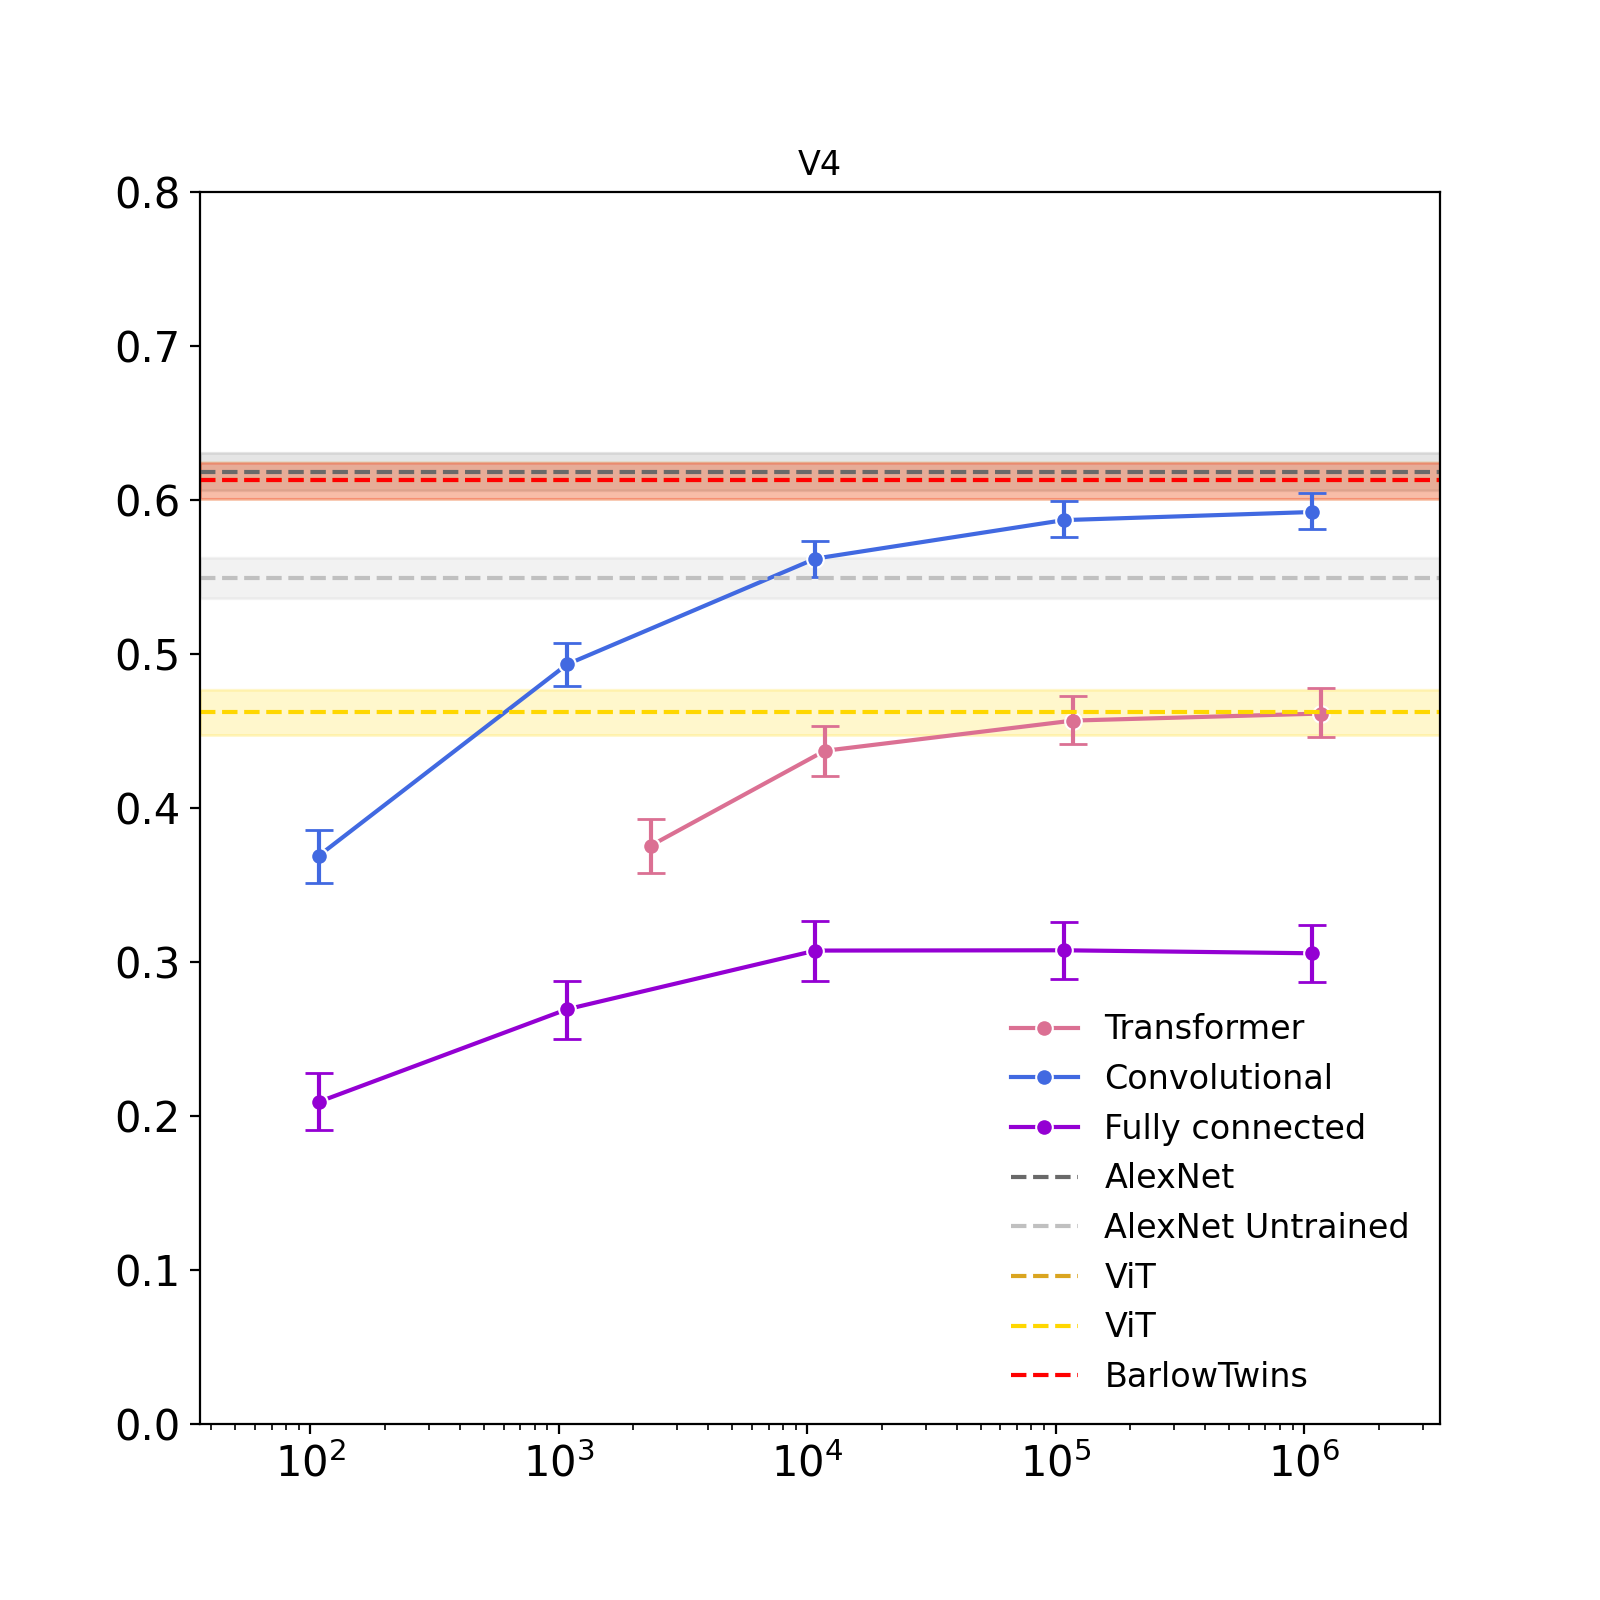 V4
0.8
0.7
0.6
0.5
0.4
0.3
0.2
0.1
0.0
10² 10³ 10⁴ 10⁵ 10⁶
Transformer
Convolutional
Fully connected
AlexNet
AlexNet Untrained
ViT
ViT
BarlowTwins